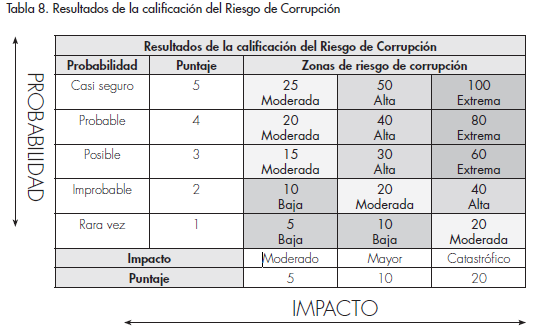 Tabla 8. Resultados de la calificación del Riesgo de Corrupción
Resultados de la calificación del Riesgo de Corrupción
Probabilidad Puntaje Zonas de riesgo de corrupción
Casi seguro 5 25 50 100
Moderada Alta Extrema
Probable 4 20 40 80
Moderada Alta Extrema
Posible 3 15 30 60
Moderada Alta Extrema
Improbable 2 10 20 40
Baja Moderada Alta
Rara vez 1 5 10 20
Baja Baja Moderada
Impacto Moderado Mayor Catastrófico
Puntaje 5 10 20
PROBABILIDAD
IMPACTO